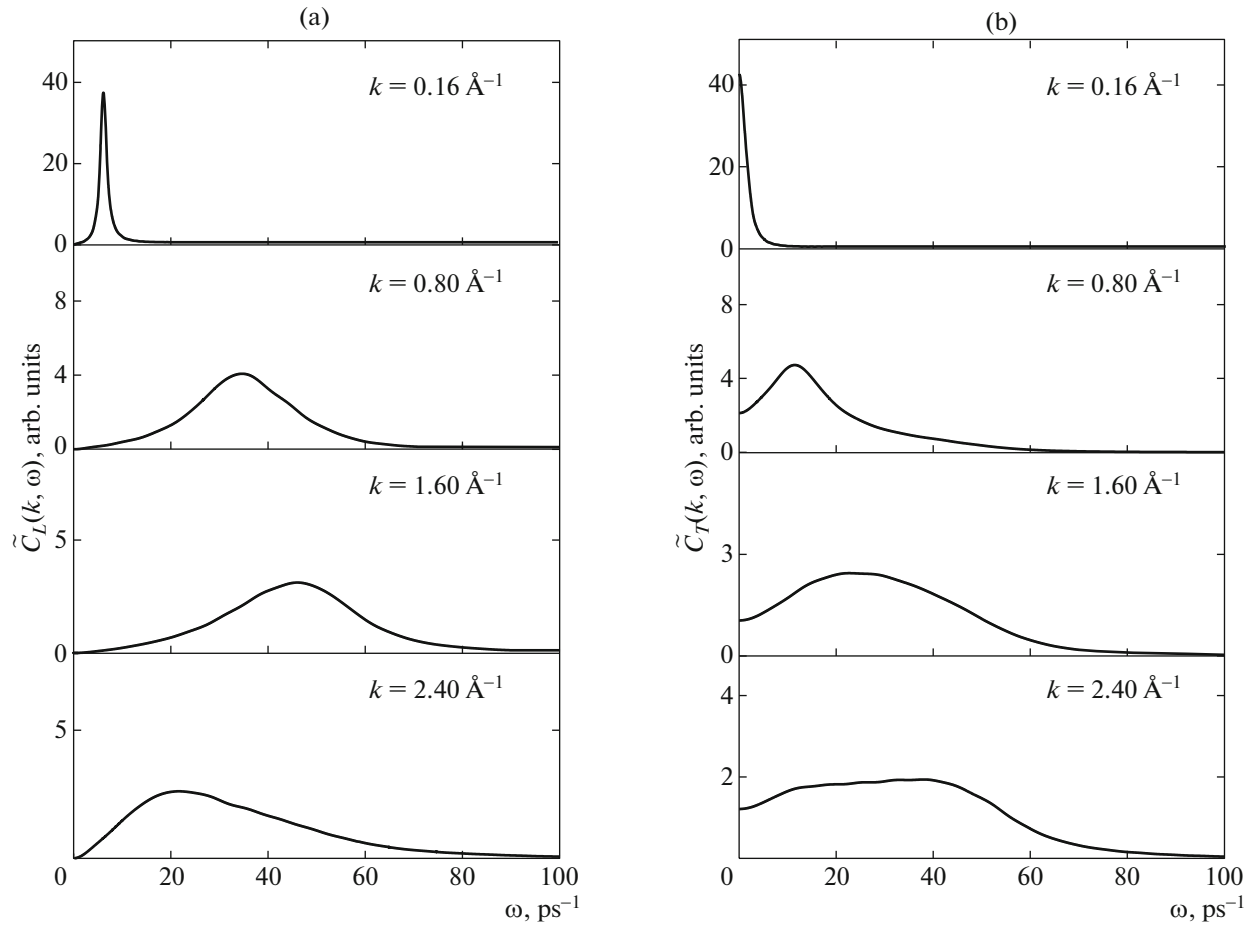 (a)
40
20
0
k = 0.16 Å⁻¹
8
4
0
k = 0.80 Å⁻¹
5
0
k = 1.60 Å⁻¹
5
k = 2.40 Å⁻¹
C̃_L(k, ω), arb. units
0 20 40 60 80 100
ω, ps⁻¹
(b)
40
20
0
k = 0.16 Å⁻¹
8
4
0
k = 0.80 Å⁻¹
3
0
k = 1.60 Å⁻¹
4
2
k = 2.40 Å⁻¹
C̃_T(k, ω), arb. units
0 20 40 60 80 100
ω, ps⁻¹